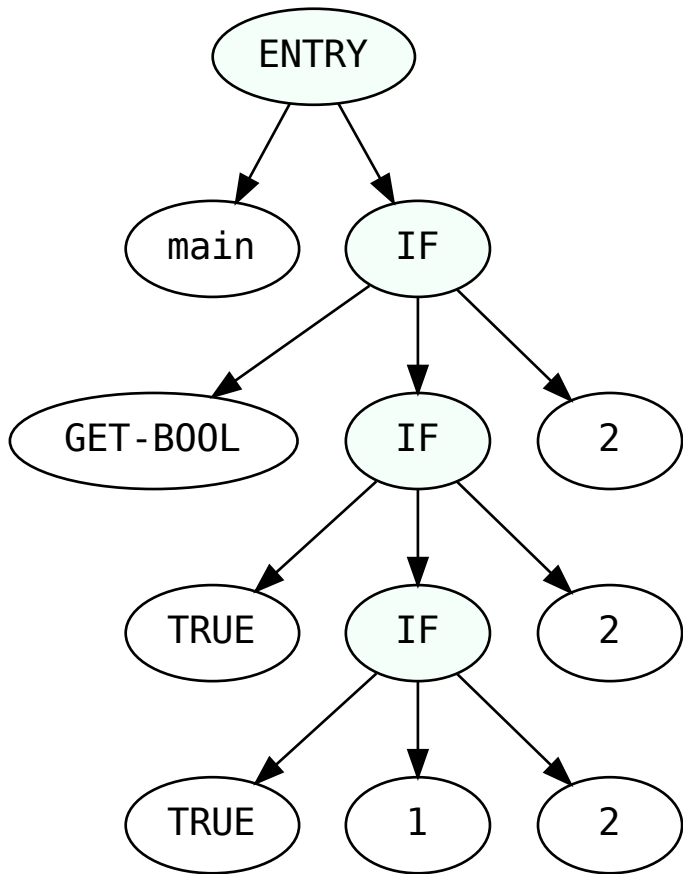 ENTRY
main
IF
GET-BOOL
IF
2
TRUE
IF
2
TRUE
1
2